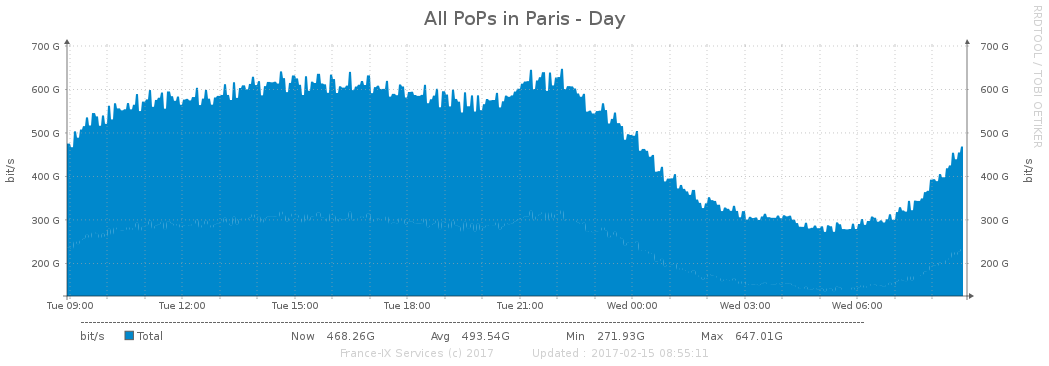 All PoPs in Paris - Day
RRDTOOL / TOBI OETIKER
700 G 700 G
600 G 600 G
500 G 500 G
400 G 400 G
300 G 300 G
200 G 200 G
bit/s bit/s
Tue 09:00 Tue 12:00 Tue 15:00 Tue 18:00 Tue 21:00 Wed 00:00 Wed 03:00 Wed 06:00
bit/s Total Now 468.26G Avg 493.54G Min 271.93G Max 647.01G
France-IX Services (c) 2017 Updated : 2017-02-15 08:55:11